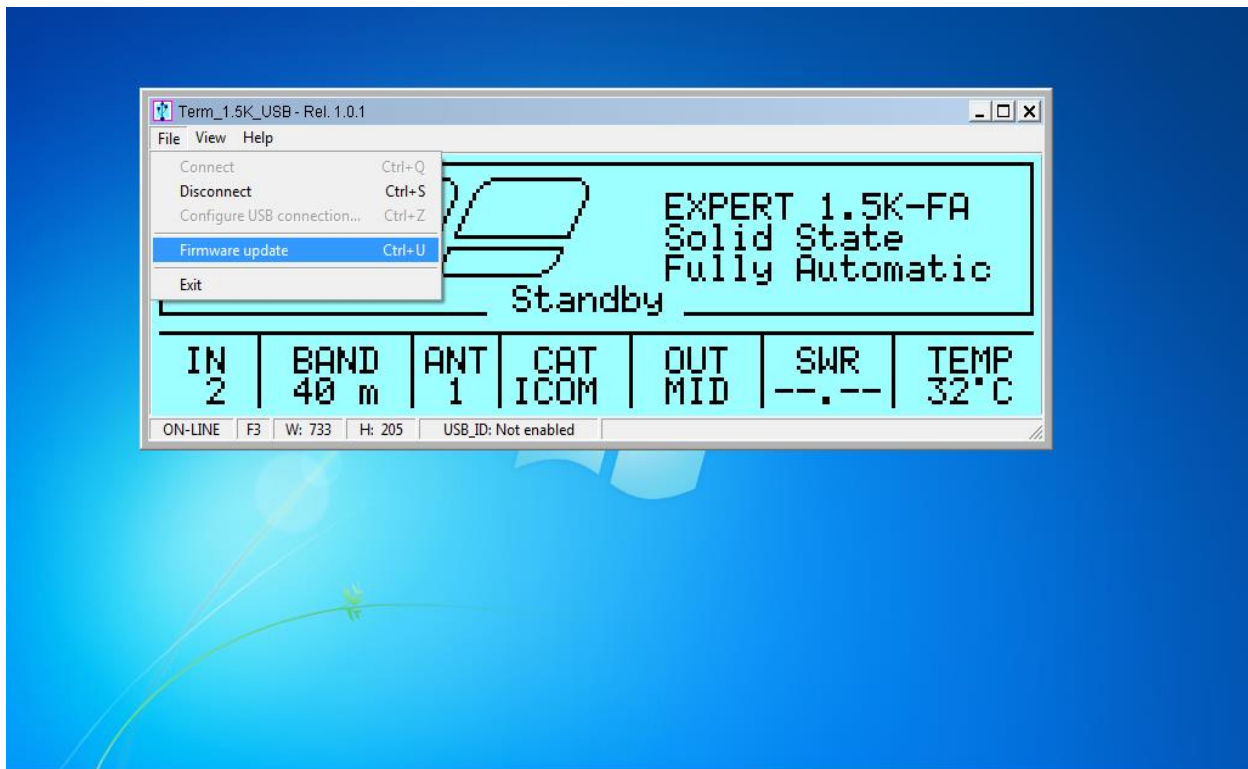 Term_1.5K_USB - Rel.1.0.1
File View Help
Connect Ctrl+Q
Disconnect Ctrl+S
Configure USB connection... Ctrl+Z
Firmware update Ctrl+U
Exit
EXPERT 1.5K-FA
Solid State
Fully Automatic
Standby
IN BAND ANT CAT OUT SWR TEMP
2 40 m 1 ICOM MID --.-- 32°C
ON-LINE F3 W: 733 H: 205 USB_ID: Not enabled